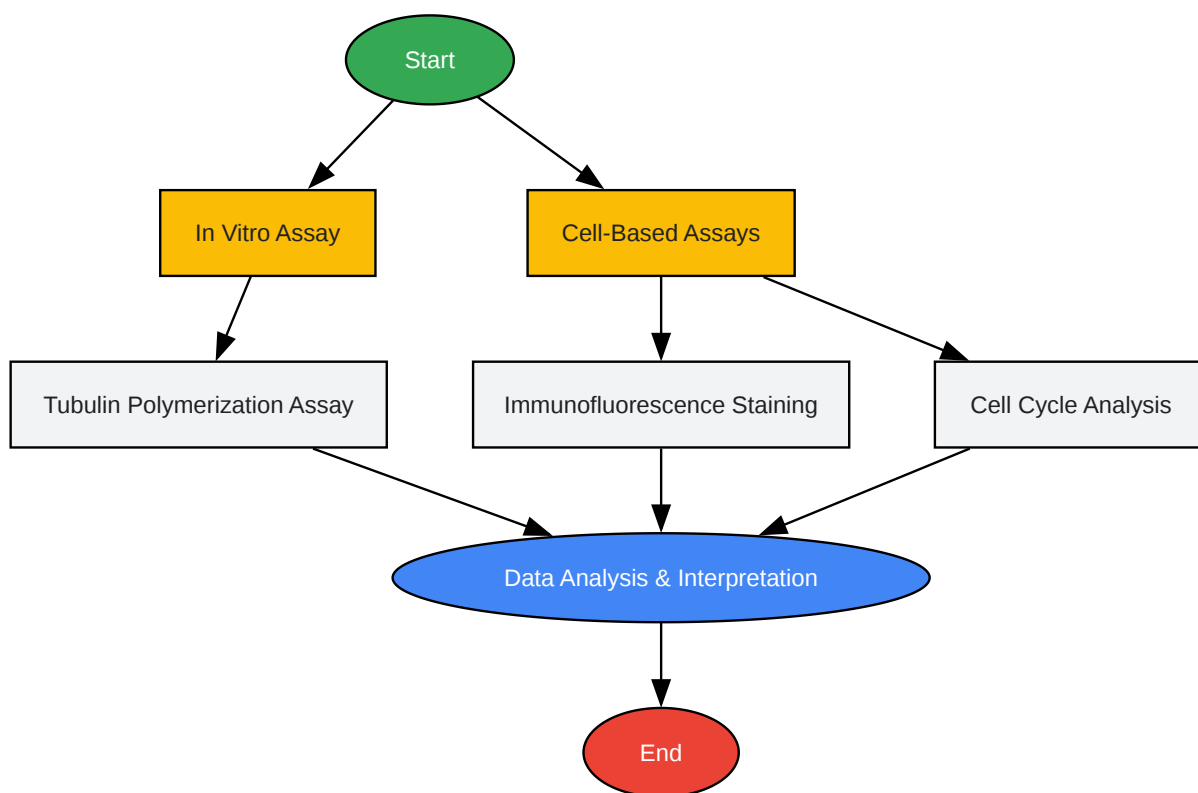 Start
In Vitro Assay
Cell-Based Assays
Tubulin Polymerization Assay
Immunofluorescence Staining
Cell Cycle Analysis
Data Analysis & Interpretation
End